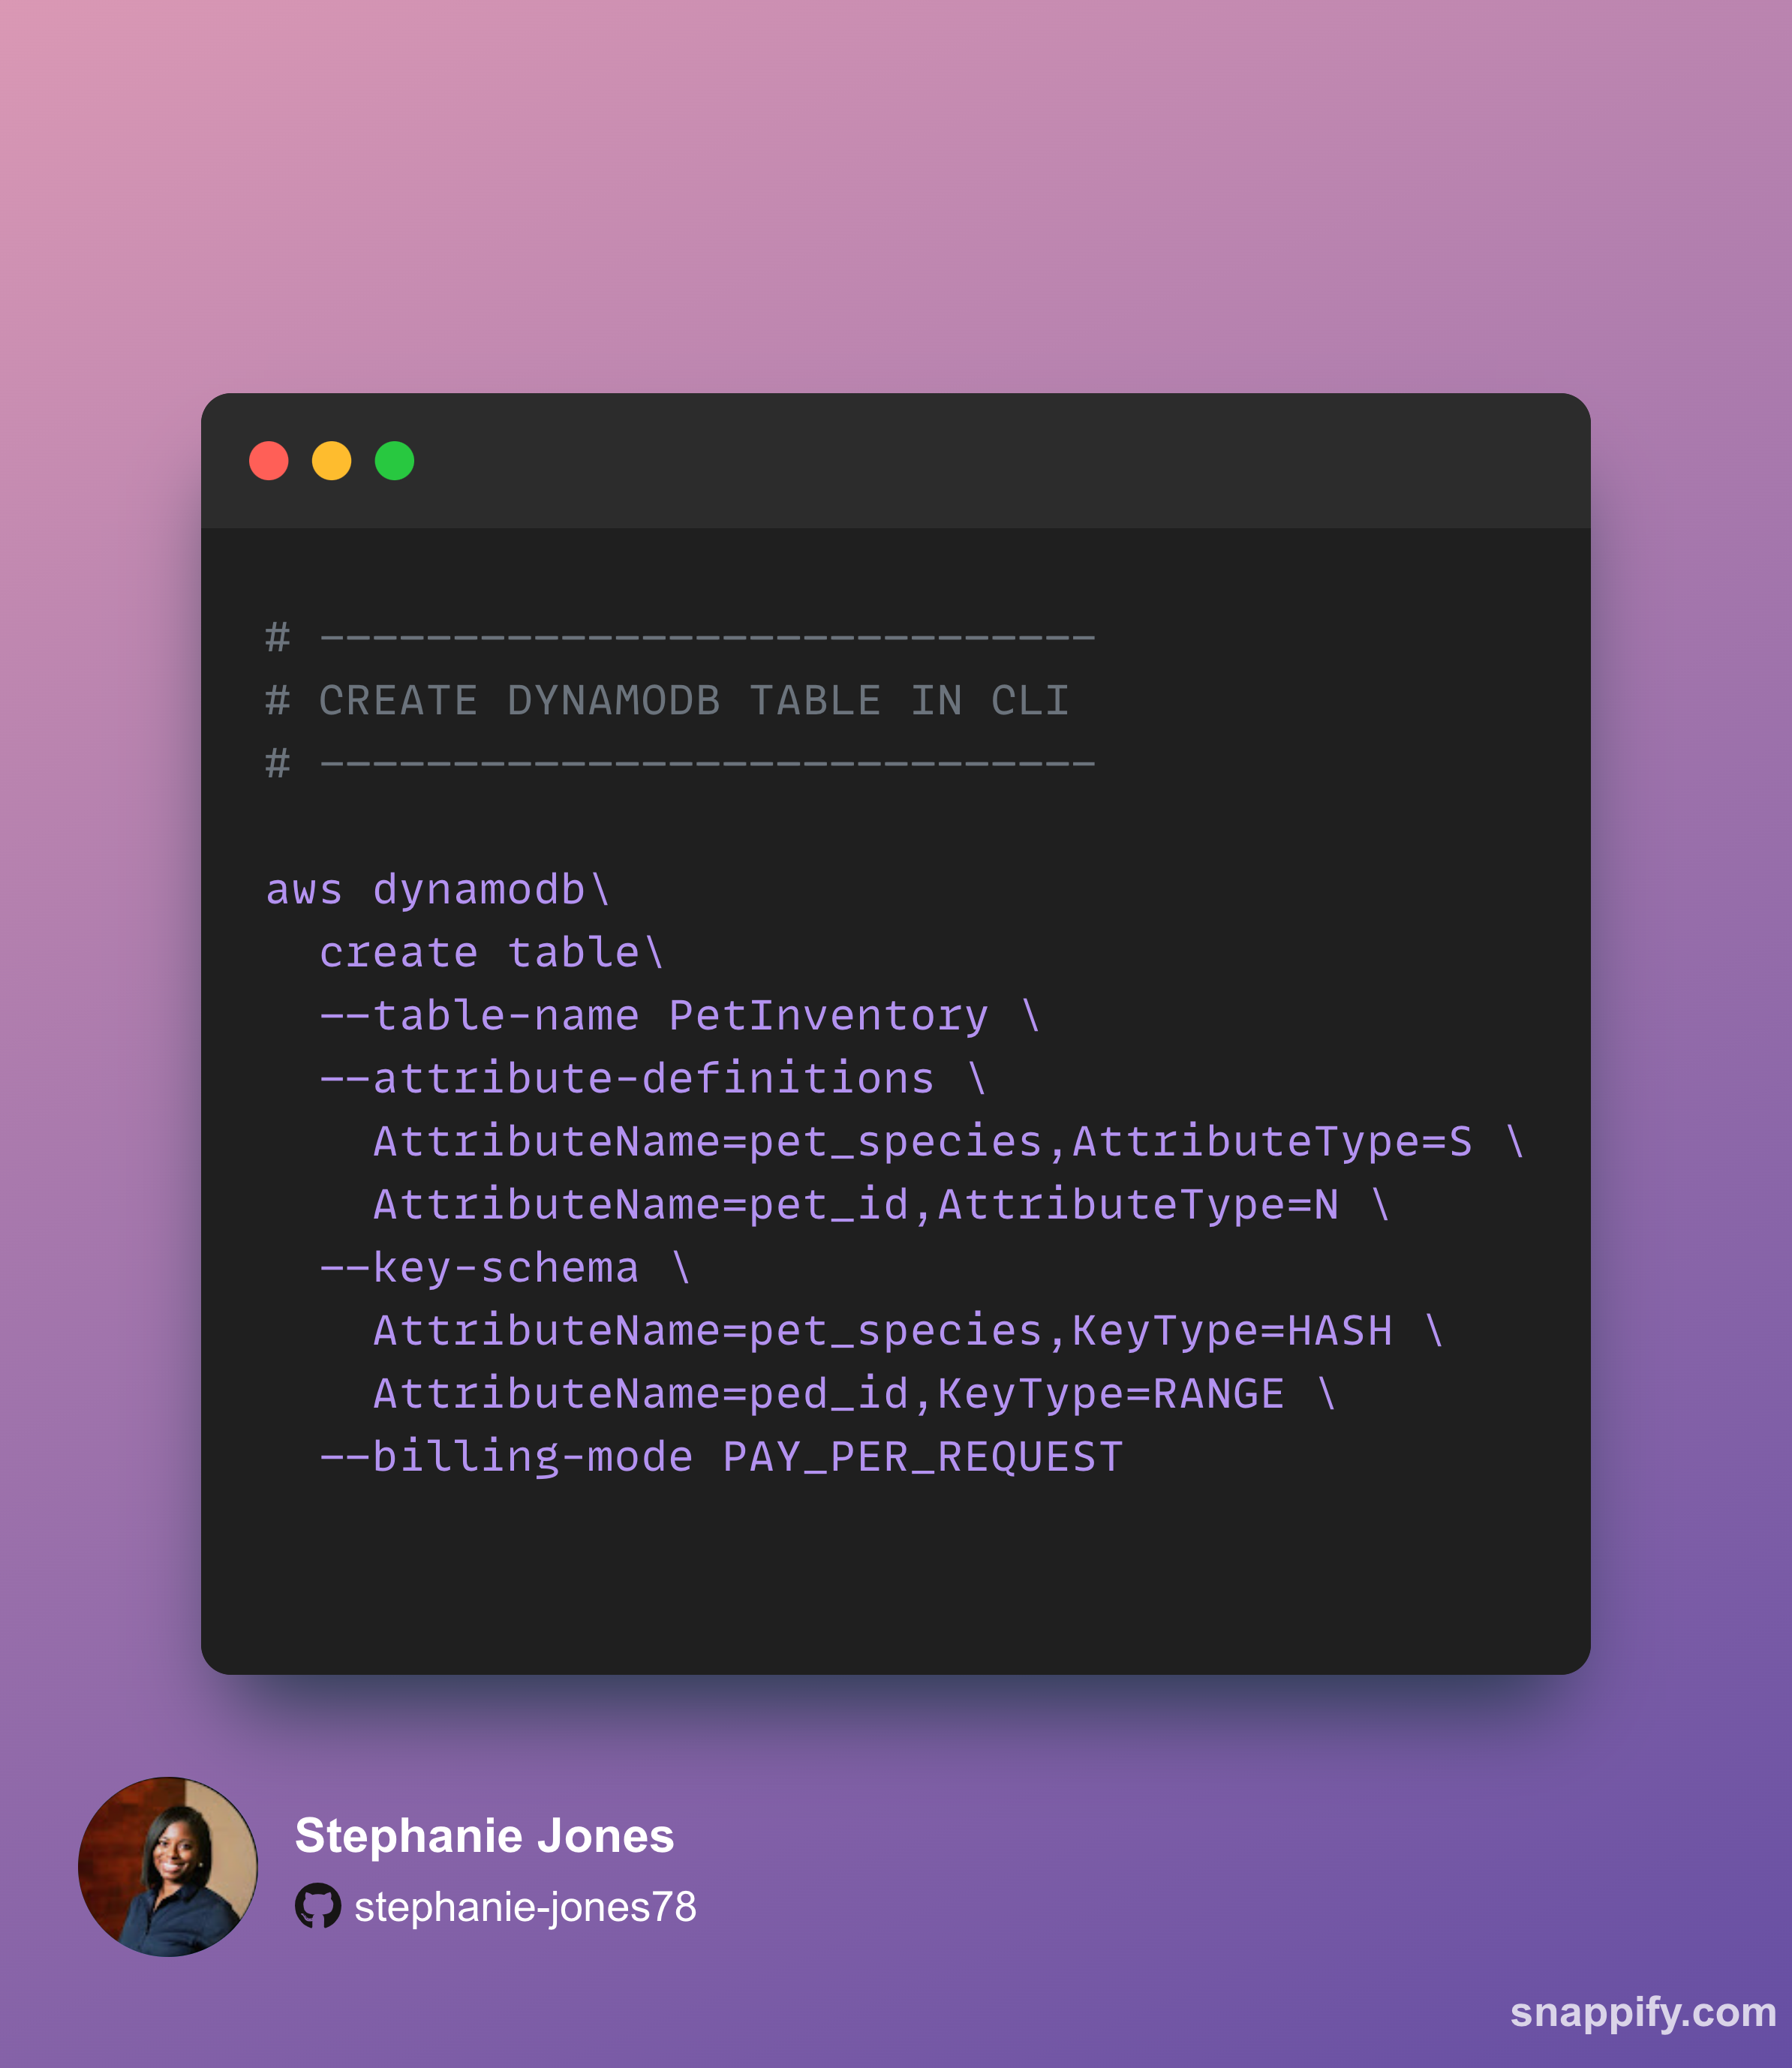 # -----------------------------
# CREATE DYNAMODB TABLE IN CLI
# -----------------------------
aws dynamodb\
create table\
--table-name PetInventory \
--attribute-definitions \
AttributeName=pet_species,AttributeType=S \
AttributeName=pet_id,AttributeType=N \
--key-schema \
AttributeName=pet_species,KeyType=HASH \
AttributeName=ped_id,KeyType=RANGE \
--billing-mode PAY_PER_REQUEST
Stephanie Jones
stephanie-jones78
snappify.com